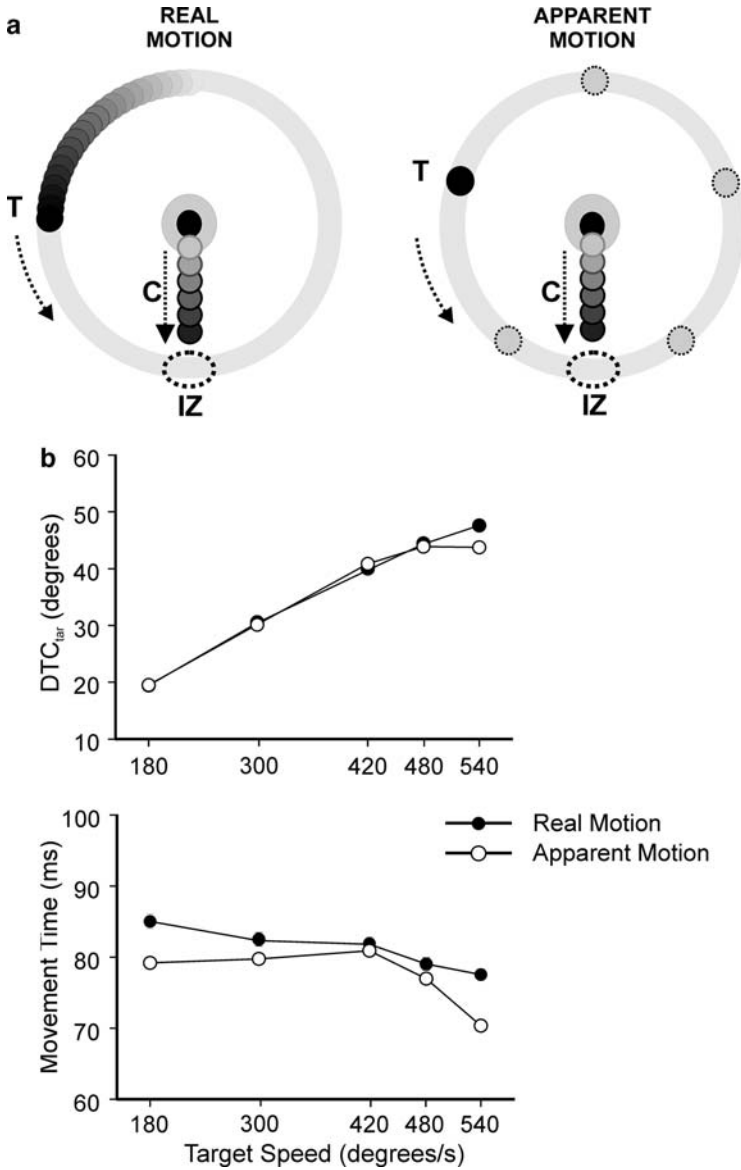 a
REAL
MOTION
APPARENT
MOTION
T
C
IZ
T
C
IZ
b
60
50
40
30
20
10
DTCtar (degrees)
180 300 420 480 540
100
90
80
70
60
Movement Time (ms)
Real Motion
Apparent Motion
180 300 420 480 540
Target Speed (degrees/s)